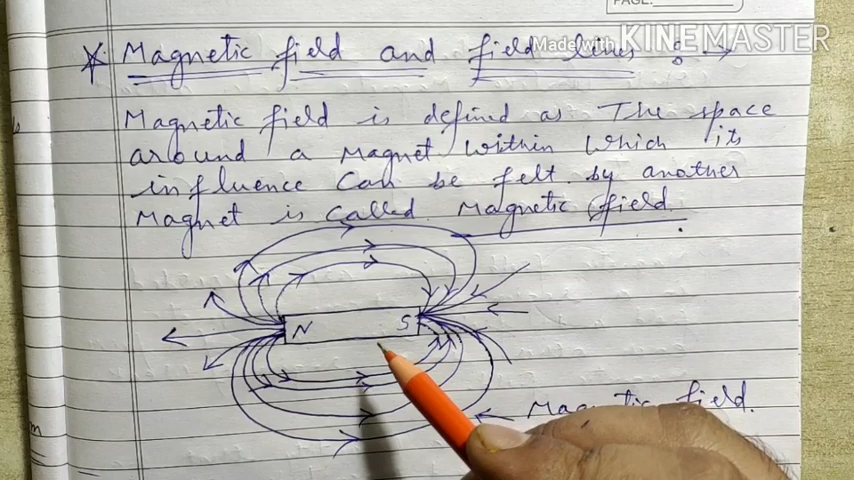 PAGE:
Made with KINEMASTER
* Magnetic field and field lines :→
Magnetic field is defined as The space
around a Magnet within which its
influence can be felt by another
Magnet is called Magnetic field.
N S
Magnetic field.